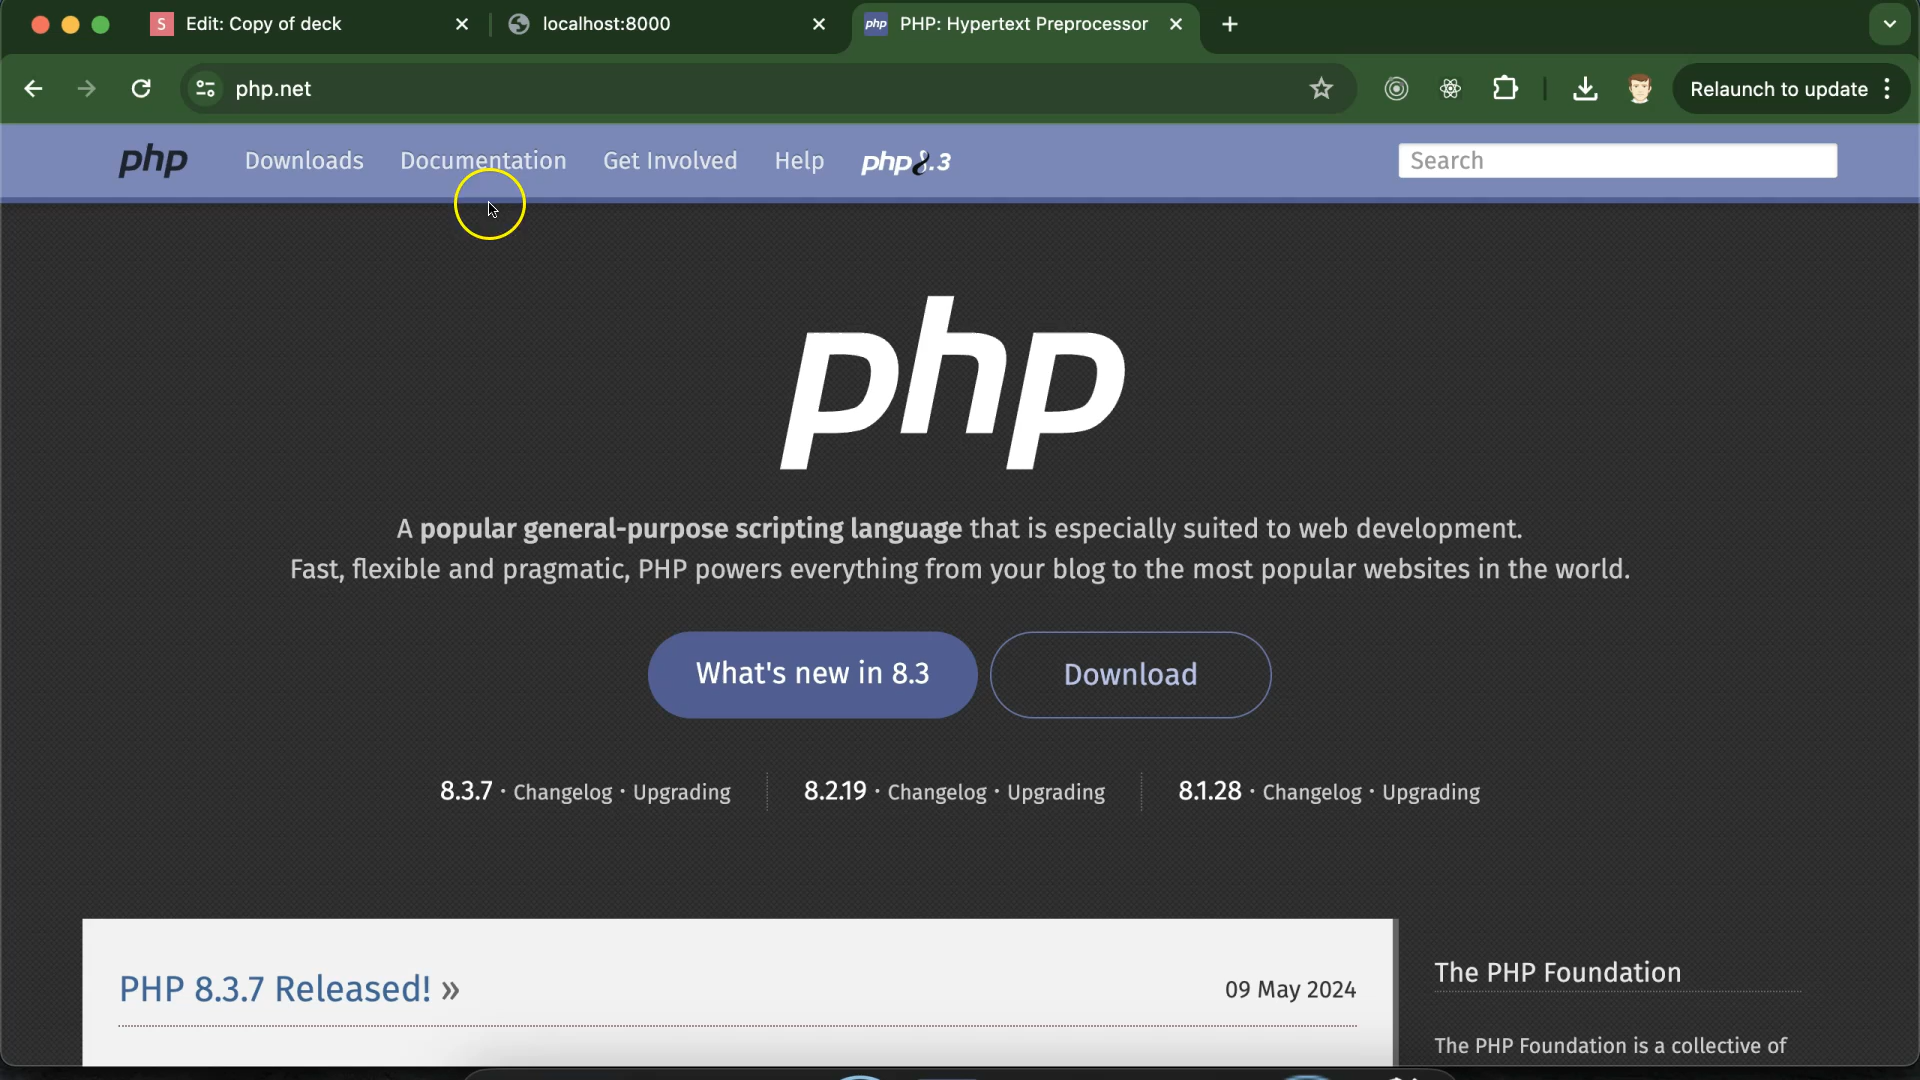 S Edit: Copy of deck
localhost:8000
php PHP: Hypertext Preprocessor
php.net
Relaunch to update
php Downloads Documentation Get Involved Help php8.3 Search
php
A popular general-purpose scripting language that is especially suited to web development.
Fast, flexible and pragmatic, PHP powers everything from your blog to the most popular websites in the world.
What's new in 8.3
Download
8.3.7 · Changelog · Upgrading
8.2.19 · Changelog · Upgrading
8.1.28 · Changelog · Upgrading
PHP 8.3.7 Released! »
09 May 2024
The PHP Foundation
The PHP Foundation is a collective of